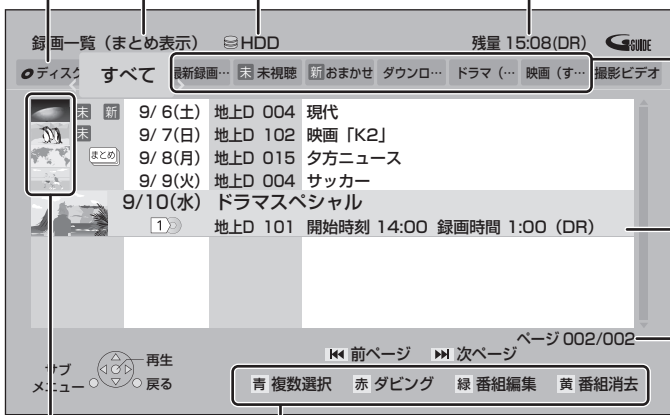 録画一覧（まとめ表示） HDD 残量 15:08(DR) GGUIDE
ディスク すべて 最新録画… 未 未視聴 新 おまかせ ダウンロ… ドラマ（… 映画（す… 撮影ビデオ
未 新 9/ 6(土) 地上D 004 現代
未 9/ 7(日) 地上D 102 映画「K2」
まとめ 9/ 8(月) 地上D 015 夕方ニュース
9/ 9(火) 地上D 004 サッカー
9/10(水) ドラマスペシャル
1 地上D 101 開始時刻 14:00 録画時間 1:00（DR）
ページ 002/002
前ページ 次ページ
サブメニュー 再生 戻る
青 複数選択 赤 ダビング 緑 番組編集 黄 番組消去